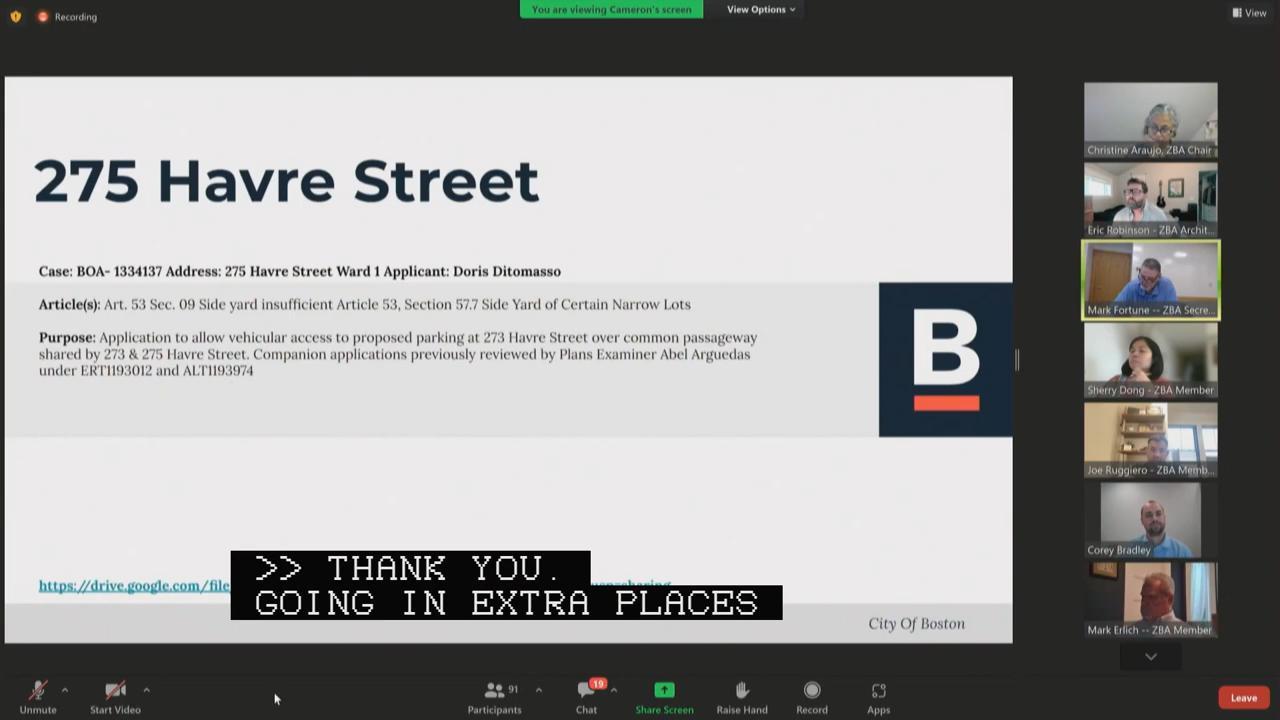 Recording
You are viewing Cameron's screen
View Options
View
275 Havre Street
Case: BOA- 1334137 Address: 275 Havre Street Ward 1 Applicant: Doris Ditomasso
Article(s): Art. 53 Sec. 09 Side yard insufficient Article 53, Section 57.7 Side Yard of Certain Narrow Lots
Purpose: Application to allow vehicular access to proposed parking at 273 Havre Street over common passageway
shared by 273 & 275 Havre Street. Companion applications previously reviewed by Plans Examiner Abel Arguedas
under ERT1193012 and ALT1193974
B
https://drive.google.com/file
>> THANK YOU.
GOING IN EXTRA PLACES
City Of Boston
Christine Araujo, ZBA Chair
Eric Robinson - ZBA Archit...
Mark Fortune -- ZBA Secre...
Sherry Dong - ZBA Member
Joe Ruggiero - ZBA Memb...
Corey Bradley
Mark Erlich -- ZBA Member
Unmute
Start Video
91
Participants
19
Chat
Share Screen
Raise Hand
Record
Apps
Leave